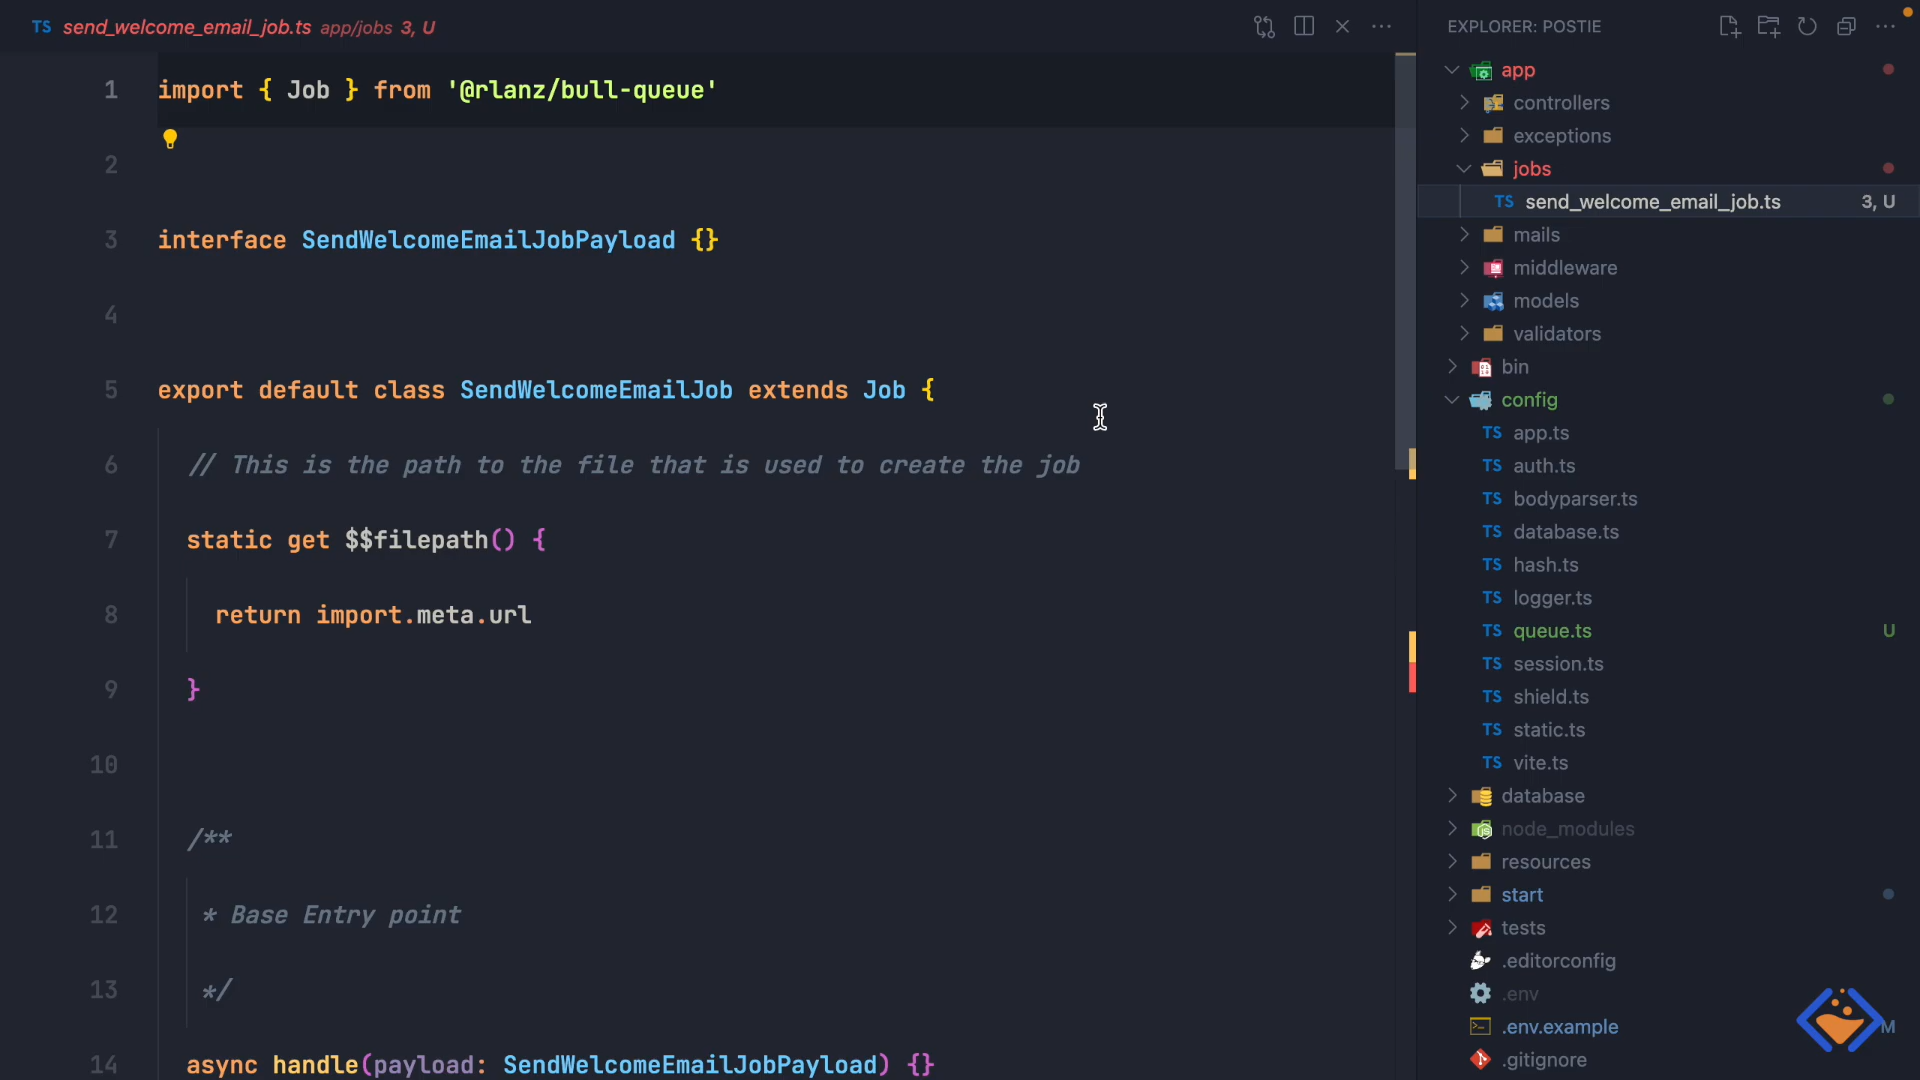 TS send_welcome_email_job.ts app/jobs 3, U
1 import { Job } from '@rlanz/bull-queue'
2
3 interface SendWelcomeEmailJobPayload {}
4
5 export default class SendWelcomeEmailJob extends Job {
6 // This is the path to the file that is used to create the job
7 static get $$filepath() {
8 return import.meta.url
9 }
10
11 /**
12 * Base Entry point
13 */
14 async handle(payload: SendWelcomeEmailJobPayload) {}
EXPLORER: POSTIE
app
controllers
exceptions
jobs
TS send_welcome_email_job.ts 3, U
mails
middleware
models
validators
bin
config
TS app.ts
TS auth.ts
TS bodyparser.ts
TS database.ts
TS hash.ts
TS logger.ts
TS queue.ts U
TS session.ts
TS shield.ts
TS static.ts
TS vite.ts
database
node_modules
resources
start
tests
.editorconfig
.env
.env.example M
.gitignore